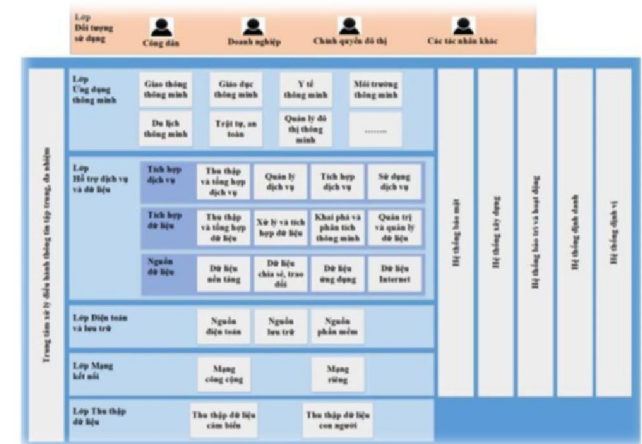 Lớp
Đối tượng
sử dụng
Công dân
Doanh nghiệp
Chính quyền đô thị
Các tác nhân khác
Trung tâm xử lý điều hành thông tin tập trung, đa nhiệm
Lớp
Ứng dụng
thông minh
Giao thông
thông minh
Giáo dục
thông minh
Y tế
thông minh
Môi trường
thông minh
Du lịch
thông minh
Trật tự, an
toàn
Quản lý đô
thị thông
minh
........
Lớp
Hỗ trợ dịch vụ
và dữ liệu
Tích hợp
dịch vụ
Thu thập
và tổng hợp
dịch vụ
Quản lý
dịch vụ
Tích hợp
dịch vụ
Sử dụng
dịch vụ
Tích hợp
dữ liệu
Thu thập
và tổng hợp
dữ liệu
Xử lý và tích
hợp dữ liệu
Khai phá và
phân tích
thông minh
Quản trị
và quản lý
dữ liệu
Nguồn
dữ liệu
Dữ liệu
nền tảng
Dữ liệu
chia sẻ, trao
đổi
Dữ liệu
ứng dụng
Dữ liệu
Internet
Lớp Điện toán
và lưu trữ
Nguồn
điện toán
Nguồn
lưu trữ
Nguồn
phần mềm
Lớp Mạng
kết nối
Mạng
công cộng
Mạng
riêng
Lớp Thu thập
dữ liệu
Thu thập dữ liệu
cảm biến
Thu thập dữ liệu
con người
Hệ thống bảo mật
Hệ thống xây dựng
Hệ thống bảo trì và hoạt động
Hệ thống định danh
Hệ thống định vị